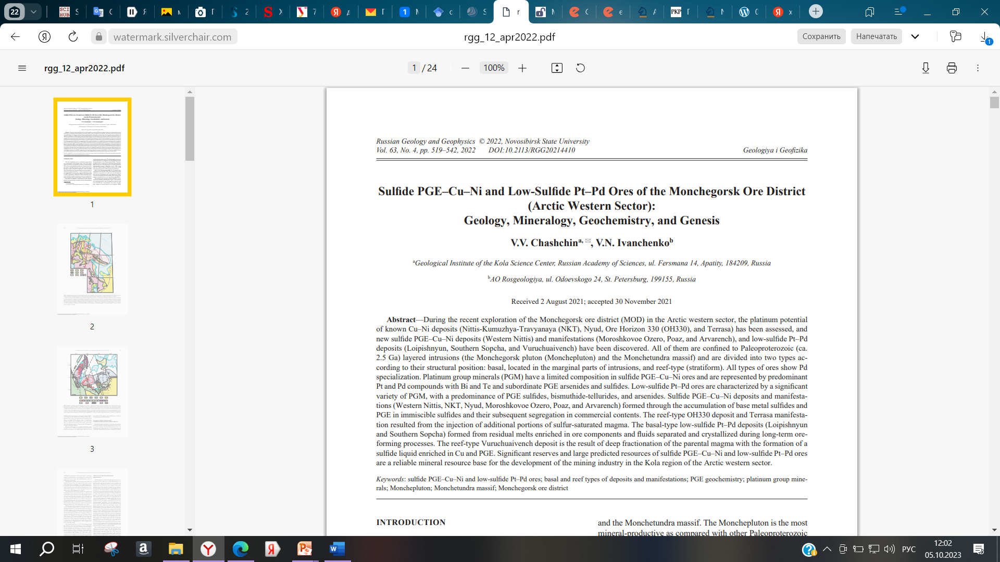 22
SCI HUB
watermark.silverchair.com
rgg_12_apr2022.pdf
Сохранить
Напечатать
1
rgg_12_apr2022.pdf
1 / 24
100%
Russian Geology and Geophysics © 2022, Novosibirsk State University
Vol. 63, No. 4, pp. 519–542, 2022 DOI:10.2113/RGG20214410
Geologiya i Geofizika
Sulfide PGE–Cu–Ni and Low-Sulfide Pt–Pd Ores of the Monchegorsk Ore District
(Arctic Western Sector):
Geology, Mineralogy, Geochemistry, and Genesis
V.V. Chashchinᵃ, ✉, V.N. Ivanchenkoᵇ
ᵃGeological Institute of the Kola Science Center, Russian Academy of Sciences, ul. Fersmana 14, Apatity, 184209, Russia
ᵇAO Rosgeologiya, ul. Odoevskogo 24, St. Petersburg, 199155, Russia
Received 2 August 2021; accepted 30 November 2021
Abstract—During the recent exploration of the Monchegorsk ore district (MOD) in the Arctic western sector, the platinum potential
of known Cu–Ni deposits (Nittis-Kumuzhya-Travyanaya (NKT), Nyud, Ore Horizon 330 (OH330), and Terrasa) has been assessed, and
new sulfide PGE–Cu–Ni deposits (Western Nittis) and manifestations (Moroshkovoe Ozero, Poaz, and Arvarench), and low-sulfide Pt–Pd
deposits (Loipishnyun, Southern Sopcha, and Vuruchuaivench) have been discovered. All of them are confined to Paleoproterozoic (ca.
2.5 Ga) layered intrusions (the Monchegorsk pluton (Monchepluton) and the Monchetundra massif) and are divided into two types ac-
cording to their structural position: basal, located in the marginal parts of intrusions, and reef-type (stratiform). All types of ores show Pd
specialization. Platinum group minerals (PGM) have a limited composition in sulfide PGE–Cu–Ni ores and are represented by predominant
Pt and Pd compounds with Bi and Te and subordinate PGE arsenides and sulfides. Low-sulfide Pt–Pd ores are characterized by a significant
variety of PGM, with a predominance of PGE sulfides, bismuthide-tellurides, and arsenides. Sulfide PGE–Cu–Ni deposits and manifesta-
tions (Western Nittis, NKT, Nyud, Moroshkovoe Ozero, Poaz, and Arvarench) formed through the accumulation of base metal sulfides and
PGE in immiscible sulfides and their subsequent segregation in commercial contents. The reef-type OH330 deposit and Terrasa manifesta-
tion resulted from the injection of additional portions of sulfur-saturated magma. The basal-type low-sulfide Pt–Pd deposits (Loipishnyun
and Southern Sopcha) formed from residual melts enriched in ore components and fluids separated and crystallized during long-term ore-
forming processes. The reef-type Vuruchuaivench deposit is the result of deep fractionation of the parental magma with the formation of a
sulfide liquid enriched in Cu and PGE. Significant reserves and large predicted resources of sulfide PGE–Cu–Ni and low-sulfide Pt–Pd ores
are a reliable mineral resource base for the development of the mining industry in the Kola region of the Arctic western sector.
Keywords: sulfide PGE–Cu–Ni and low-sulfide Pt–Pd ores; basal and reef types of deposits and manifestations; PGE geochemistry; platinum group mine-
rals; Monchepluton; Monchetundra massif; Monchegorsk ore district
INTRODUCTION
and the Monchetundra massif. The Monchepluton is the most
mineral-productive as compared with other Paleoproterozoic
1
2
3
РУС
12:02
05.10.2023